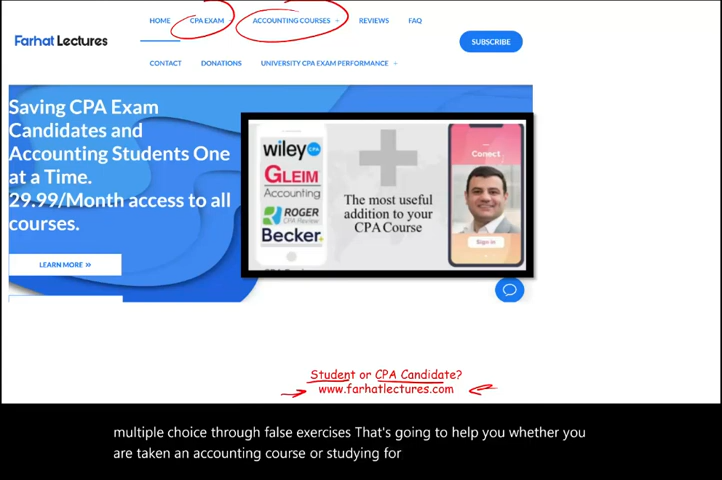 HOME CPA EXAM ACCOUNTING COURSES REVIEWS FAQ
Farhat Lectures
SUBSCRIBE
CONTACT DONATIONS UNIVERSITY CPA EXAM PERFORMANCE
Saving CPA Exam
Candidates and
Accounting Students One
at a Time.
29.99/Month access to all
courses.
LEARN MORE »
wiley CPA
GLEIM
Accounting
ROGER
CPA Review
Becker.
The most useful
addition to your
CPA Course
Conect
Sign in
Student or CPA Candidate?
www.farhatlectures.com
multiple choice through false exercises That's going to help you whether you
are taken an accounting course or studying for